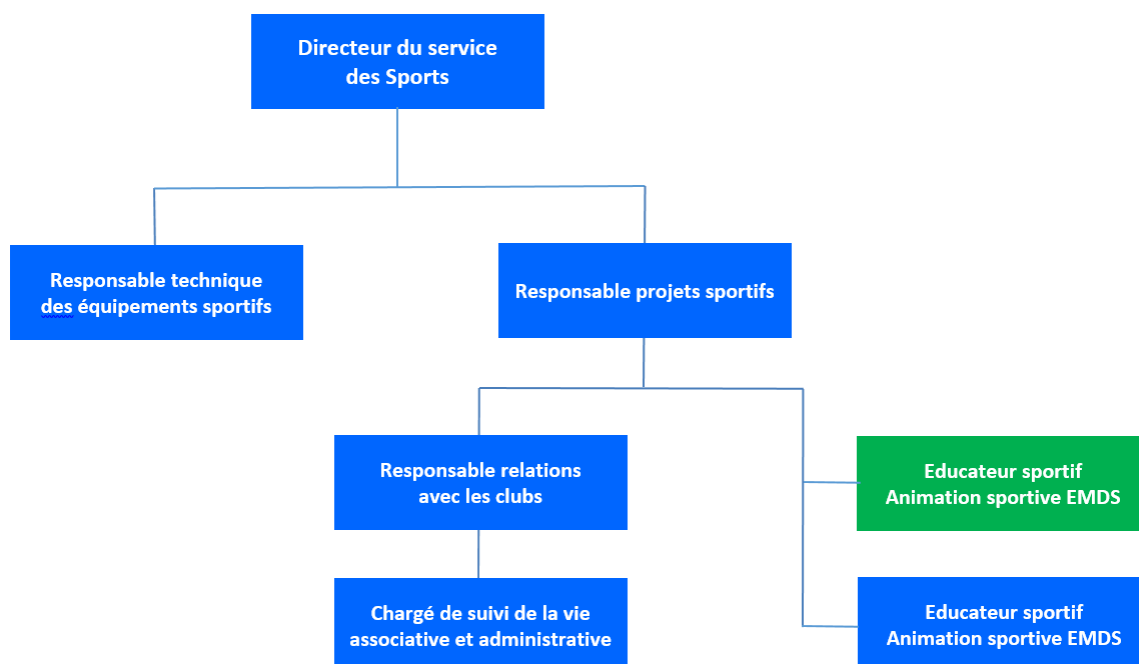 Directeur du service
des Sports
Responsable technique
des équipements sportifs
Responsable projets sportifs
Responsable relations
avec les clubs
Educateur sportif
Animation sportive EMDS
Chargé de suivi de la vie
associative et administrative
Educateur sportif
Animation sportive EMDS